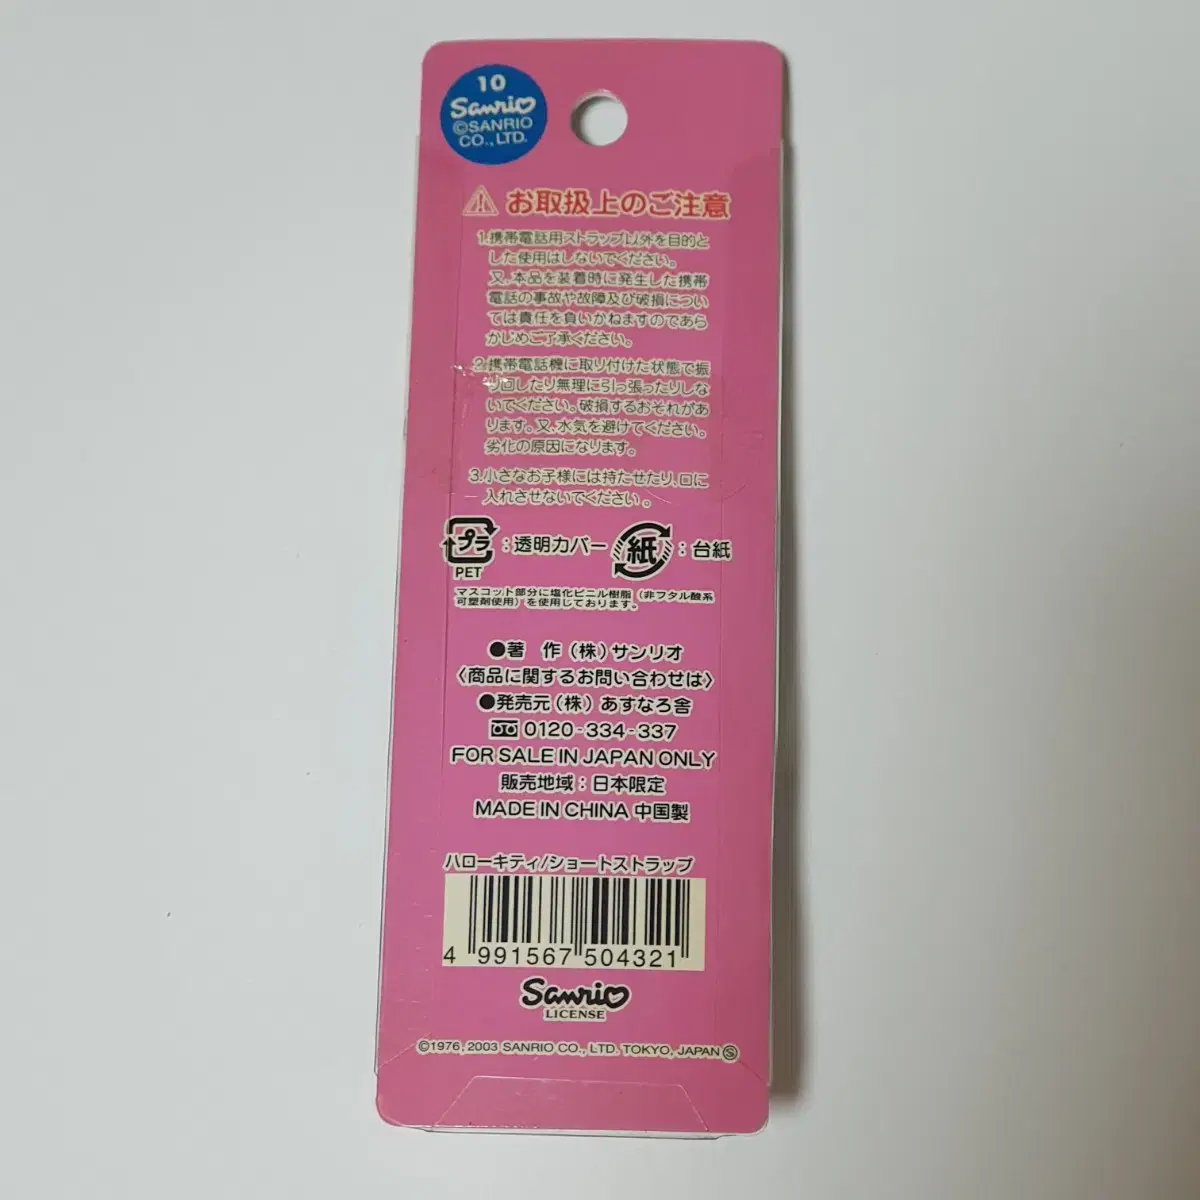 10
Sanrio
©SANRIO
CO.,LTD.
お取扱上のご注意
1.携帯電話用ストラップ以外を目的と
した使用はしないでください。
又、本品を装着時に発生した携帯
電話の事故や故障及び破損につい
ては責任を負いかねますのであら
かじめご了承ください。
2.携帯電話機に取り付けた状態で振
り回したり無理に引っ張ったりしな
いでください。破損するおそれがあ
ります。又、水気を避けてください。
劣化の原因になります。
3.小さなお子様には持たせたり、口に
入れさせないでください。
プラ:透明カバー 紙:台紙
PET
マスコット部分に塩化ビニル樹脂(非フタル酸系
可塑剤使用)を使用しております。
●著 作(株)サンリオ
〈商品に関するお問い合わせは〉
●発売元(株)あすなろ舎
0120-334-337
FOR SALE IN JAPAN ONLY
販売地域:日本限定
MADE IN CHINA 中国製
ハローキティ/ショートストラップ
4 991567 504321
Sanrio
LICENSE
©1976, 2003 SANRIO CO., LTD. TOKYO, JAPAN Ⓢ